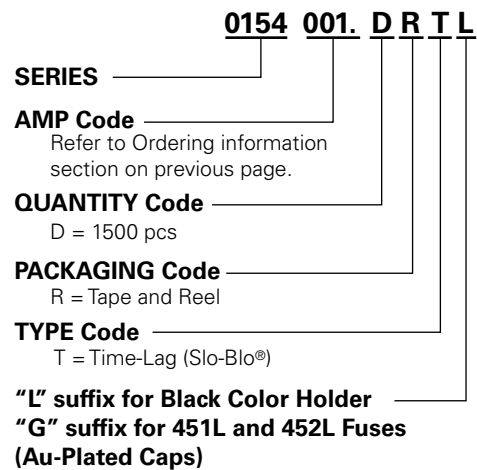 0154 001. D R T L
SERIES
AMP Code
Refer to Ordering information
section on previous page.
QUANTITY Code
D = 1500 pcs
PACKAGING Code
R = Tape and Reel
TYPE Code
T = Time-Lag (Slo-Blo®)
“L” suffix for Black Color Holder
“G” suffix for 451L and 452L Fuses
(Au-Plated Caps)